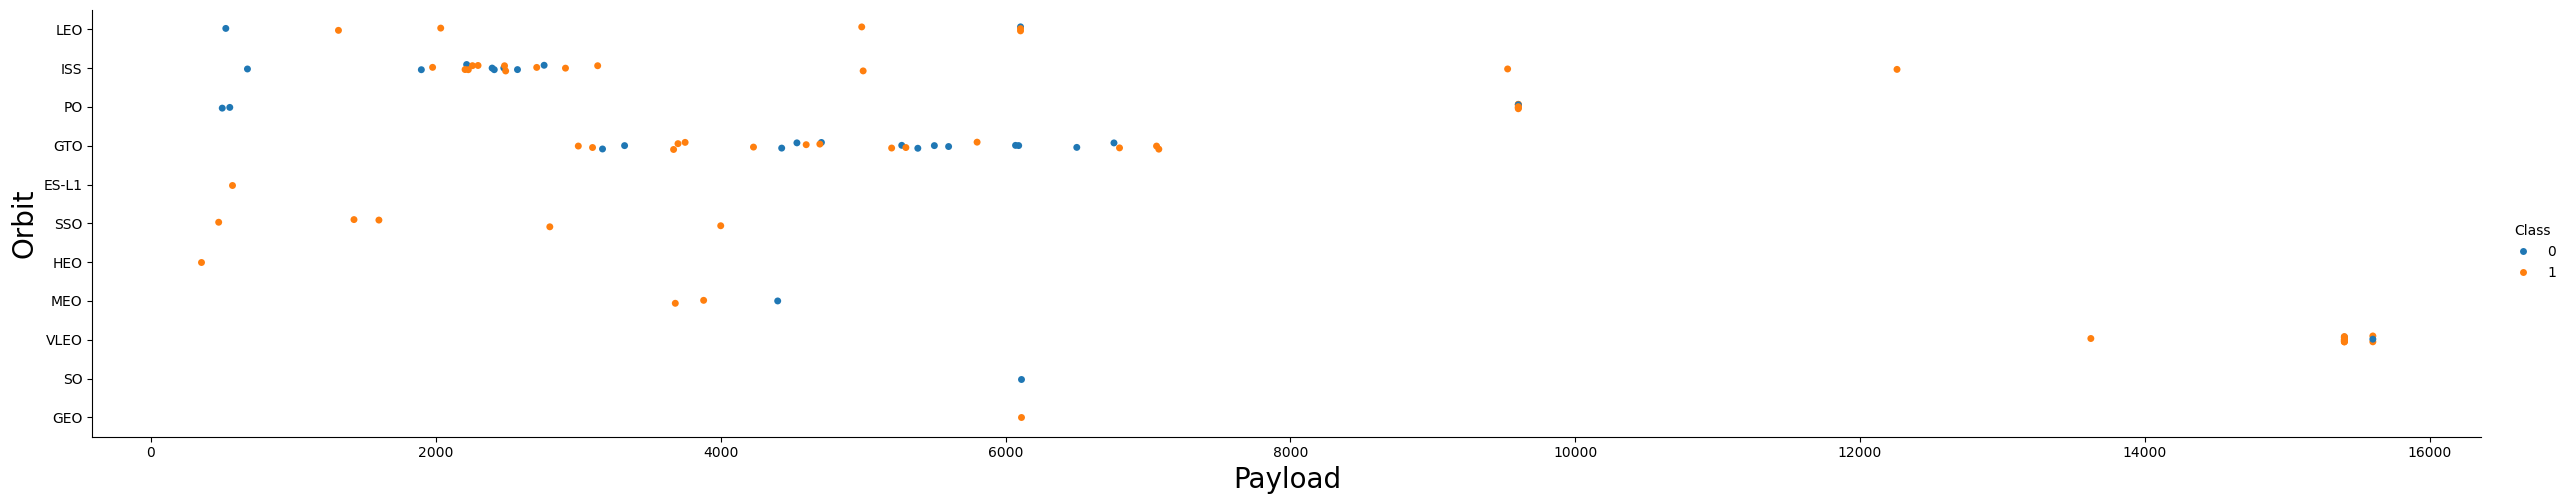 Orbit
LEO
ISS
PO
GTO
ES-L1
SSO
HEO
MEO
VLEO
SO
GEO
0 2000 4000 6000 8000 10000 12000 14000 16000
Payload
Class
0
1